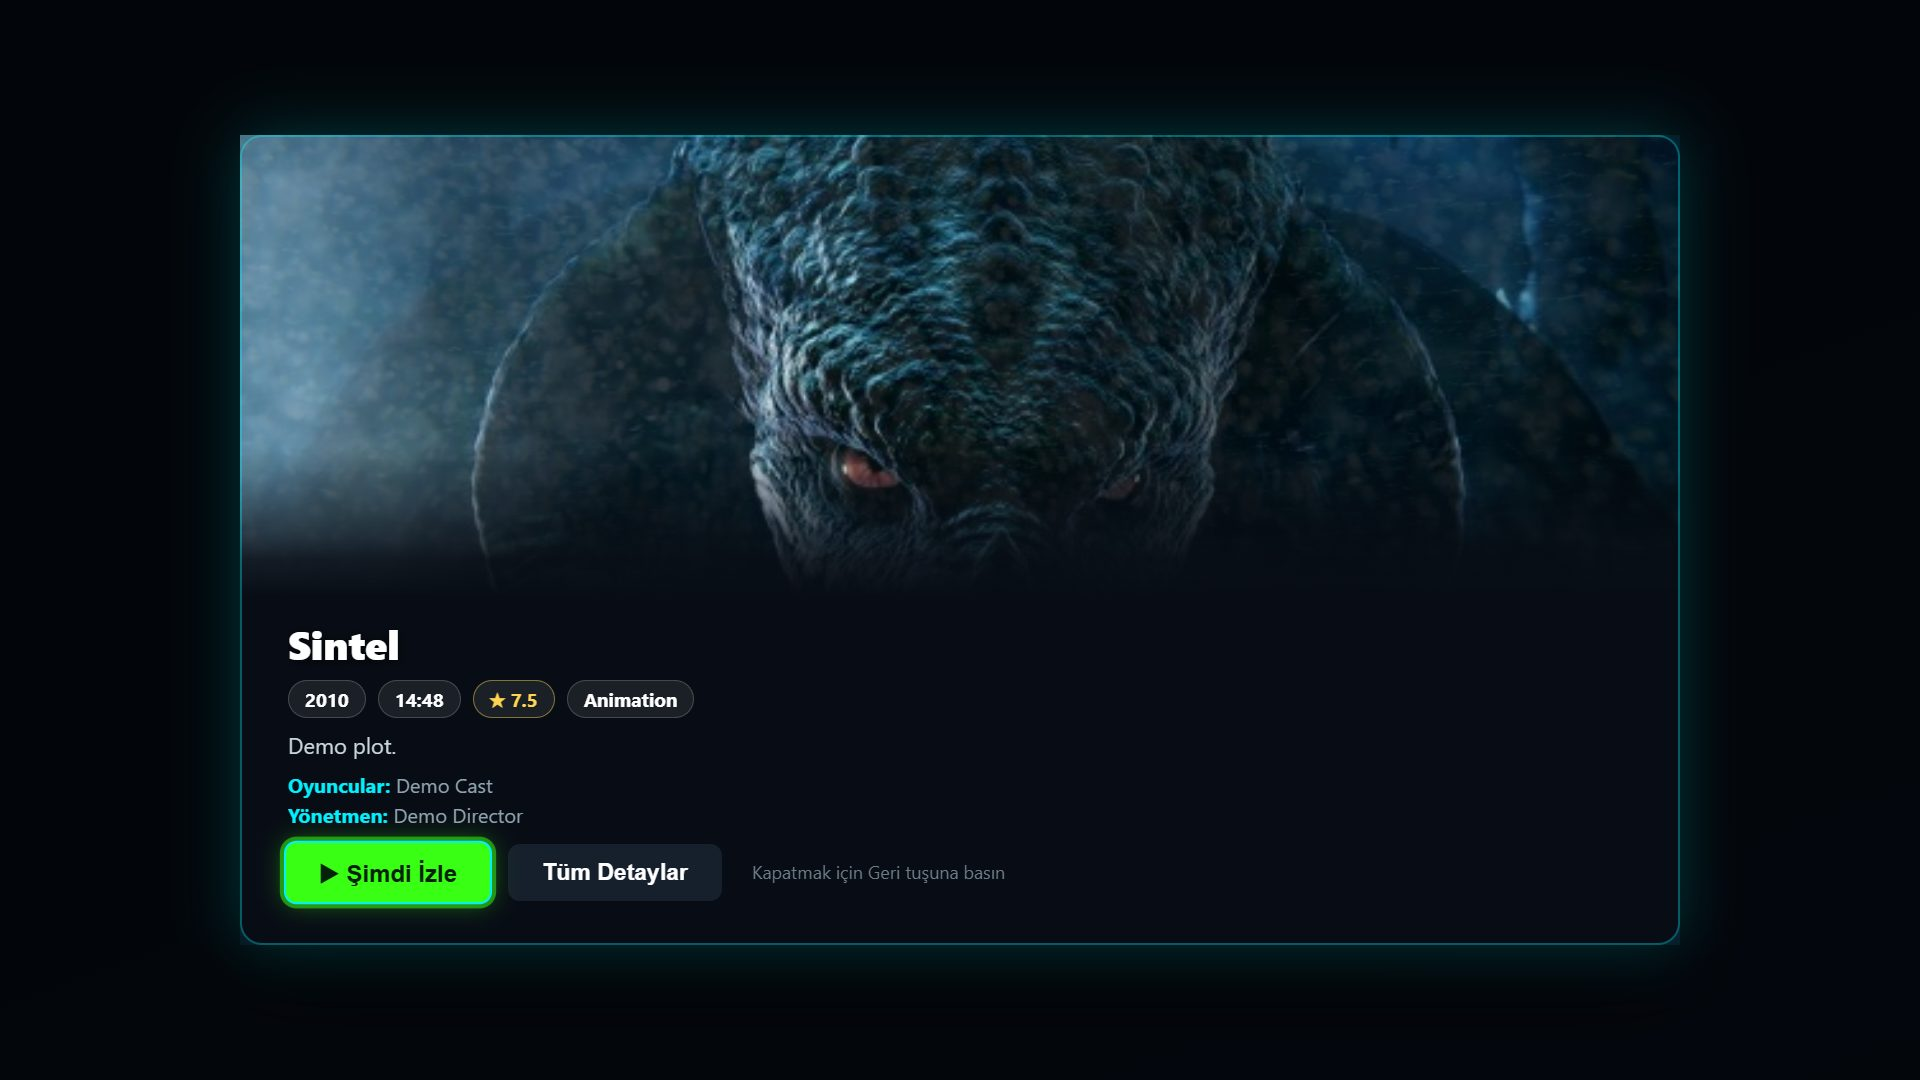 Sintel
2010 14:48 ★ 7.5 Animation
Demo plot.
Oyuncular: Demo Cast
Yönetmen: Demo Director
▶ Şimdi İzle Tüm Detaylar Kapatmak için Geri tuşuna basın